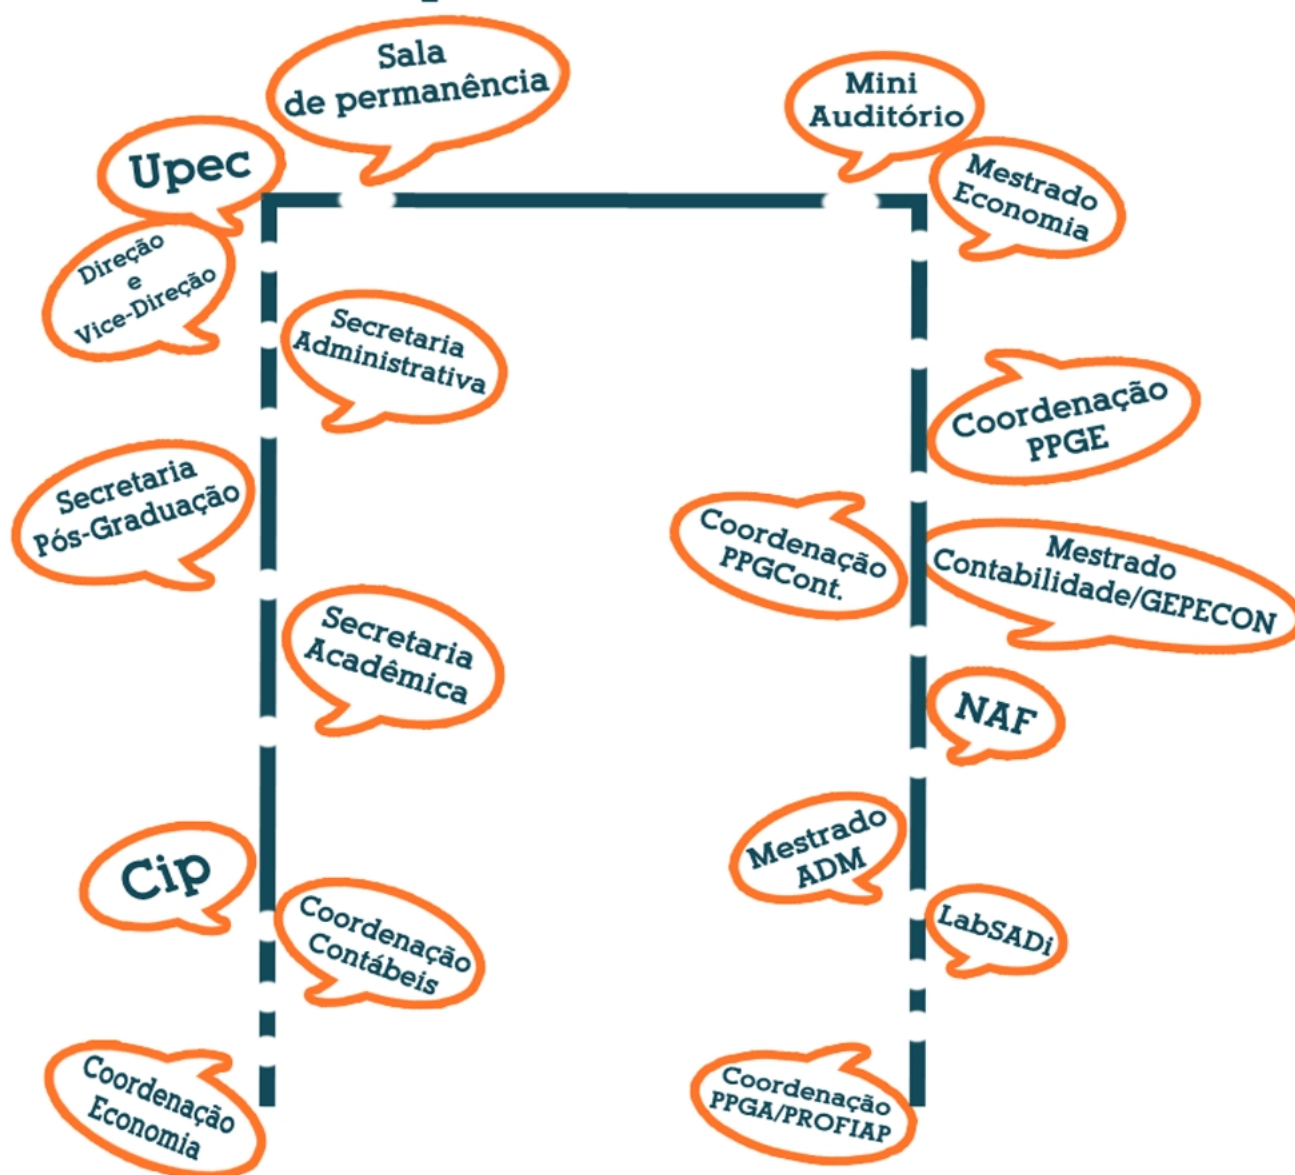 Sala
de permanência
Mini
Auditório
Upec
Mestrado
Economia
Direção
e
Vice-Direção
Secretaria
Administrativa
Coordenação
PPGE
Secretaria
Pós-Graduação
Coordenação
PPGCont.
Mestrado
Contabilidade/GEPECON
Secretaria
Acadêmica
NAF
Mestrado
ADM
Cip
Coordenação
Contábeis
LabSADi
Coordenação
Economia
Coordenação
PPGA/PROFIAP